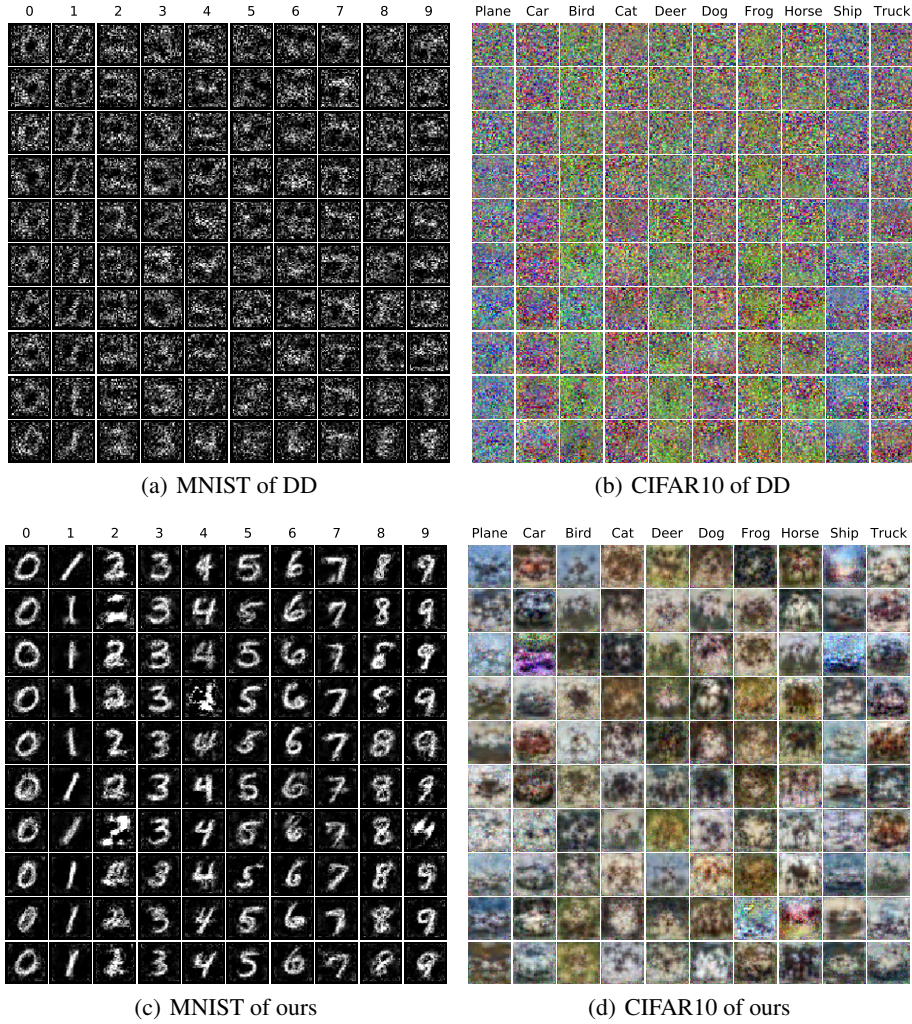 0 1 2 3 4 5 6 7 8 9
Plane Car Bird Cat Deer Dog Frog Horse Ship Truck
(a) MNIST of DD
(b) CIFAR10 of DD
0 1 2 3 4 5 6 7 8 9
Plane Car Bird Cat Deer Dog Frog Horse Ship Truck
(c) MNIST of ours
(d) CIFAR10 of ours